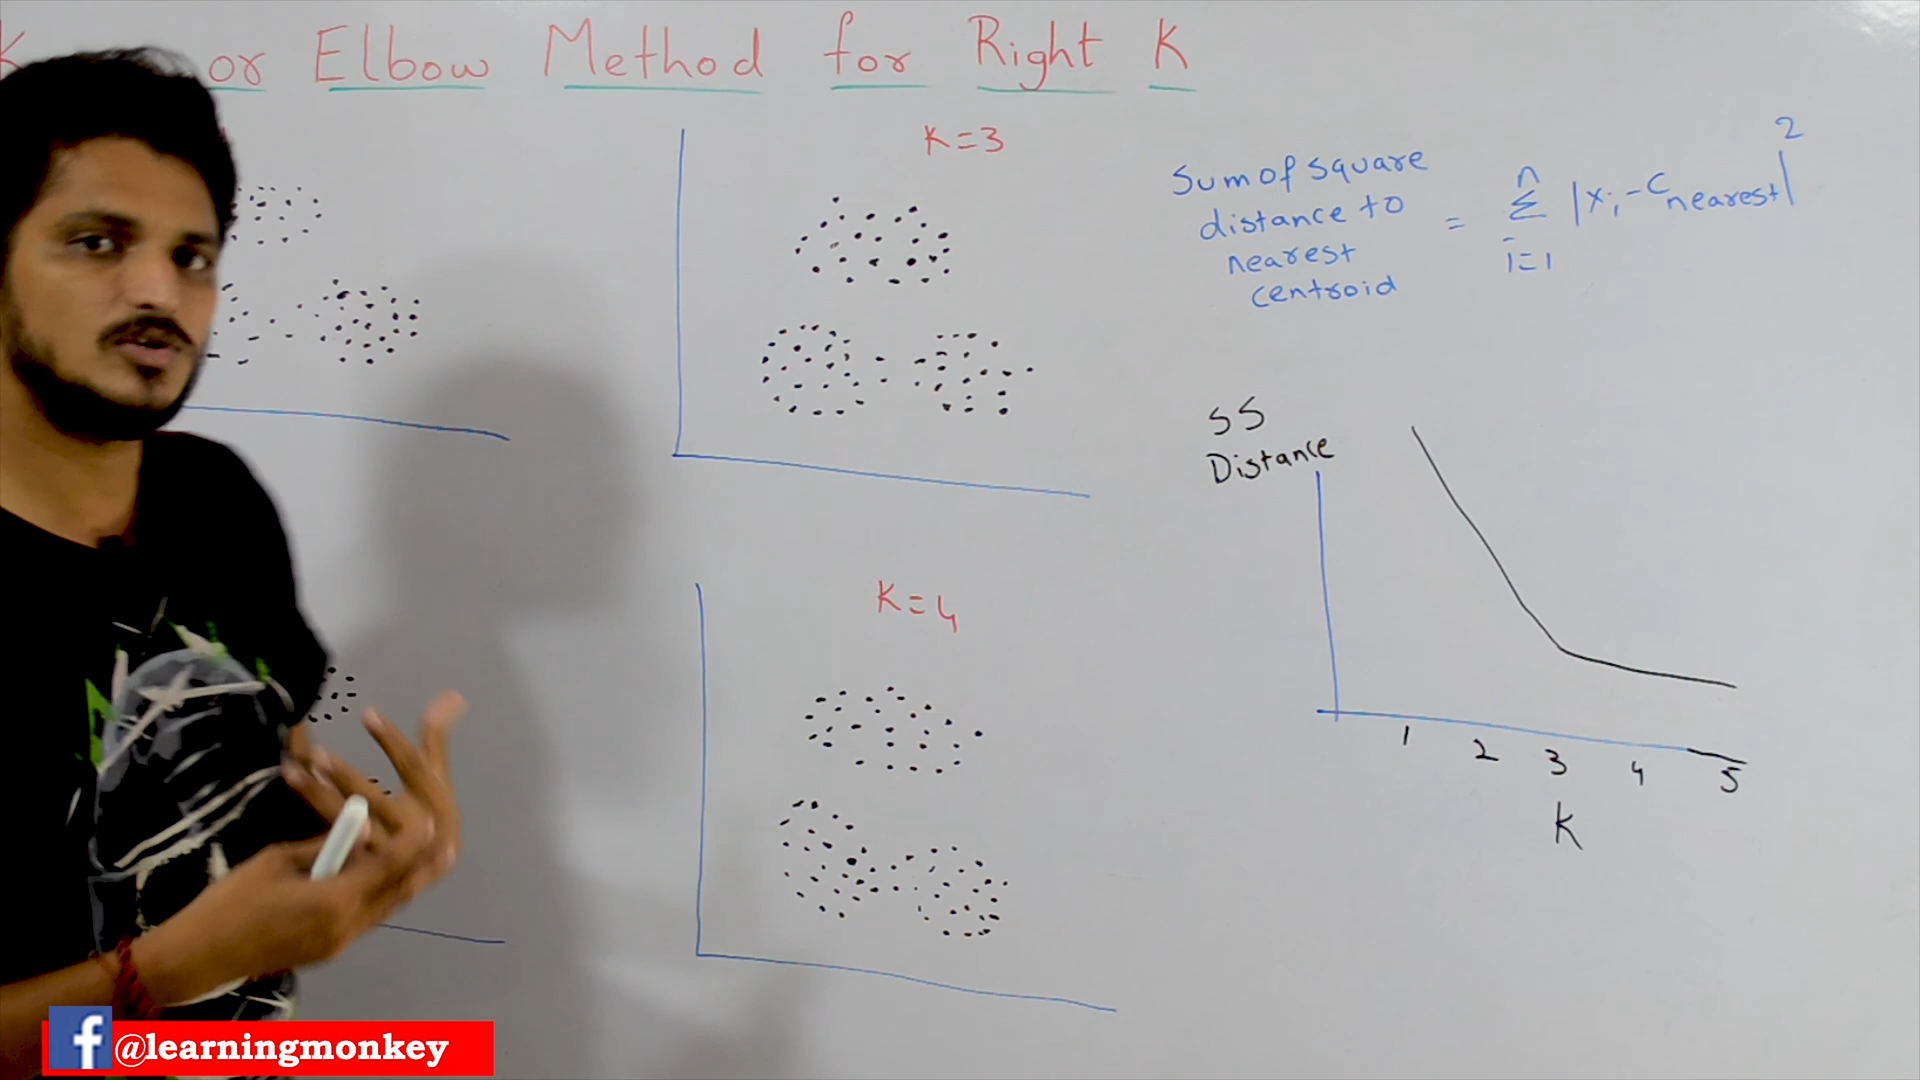 K or Elbow Method for Right K
K=3
Sum of square
distance to
nearest
centroid
= n Σ i=1 |xi - Cnearest|2
SS
Distance
1 2 3 4 5
K
K=4
f @learningmonkey